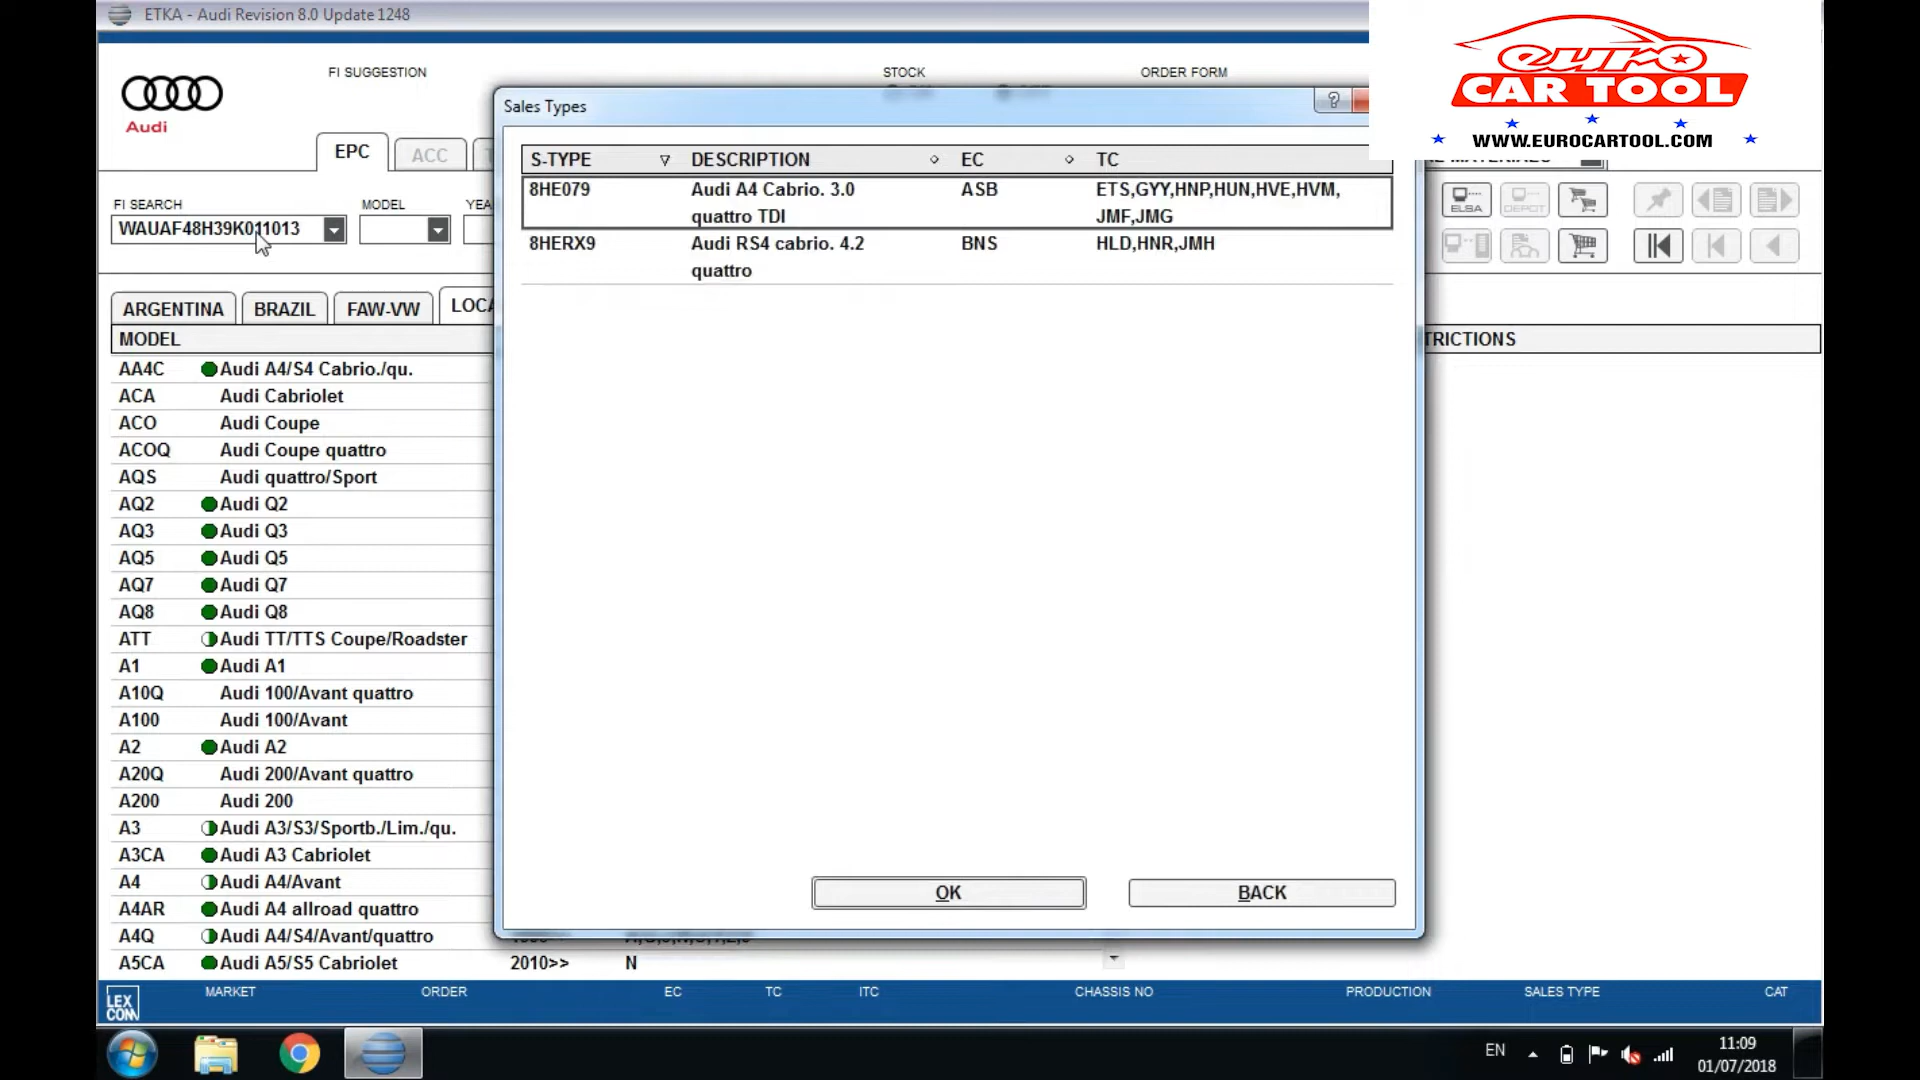 ETKA - Audi Revision 8.0 Update 1248
euro
CAR TOOL
WWW.EUROCARTOOL.COM
FI SUGGESTION
STOCK
ORDER FORM
Audi
EPC
ACC
Sales Types
S-TYPE DESCRIPTION EC TC
8HE079 Audi A4 Cabrio. 3.0 ASB ETS,GYY,HNP,HUN,HVE,HVM,
quattro TDI JMF,JMG
8HERX9 Audi RS4 cabrio. 4.2 BNS HLD,HNR,JMH
quattro
OK
BACK
FI SEARCH
MODEL
YEA
WAUAF48H39K011013
ELSA
DEPOT
ARGENTINA
BRAZIL
FAW-VW
LOCA
MODEL
TRICTIONS
AA4C Audi A4/S4 Cabrio./qu.
ACA Audi Cabriolet
ACO Audi Coupe
ACOQ Audi Coupe quattro
AQS Audi quattro/Sport
AQ2 Audi Q2
AQ3 Audi Q3
AQ5 Audi Q5
AQ7 Audi Q7
AQ8 Audi Q8
ATT Audi TT/TTS Coupe/Roadster
A1 Audi A1
A10Q Audi 100/Avant quattro
A100 Audi 100/Avant
A2 Audi A2
A20Q Audi 200/Avant quattro
A200 Audi 200
A3 Audi A3/S3/Sportb./Lim./qu.
A3CA Audi A3 Cabriolet
A4 Audi A4/Avant
A4AR Audi A4 allroad quattro
A4Q Audi A4/S4/Avant/quattro
A5CA Audi A5/S5 Cabriolet 2010>> N
LEX
COM
MARKET ORDER EC TC ITC CHASSIS NO PRODUCTION SALES TYPE CAT
EN
11:09
01/07/2018